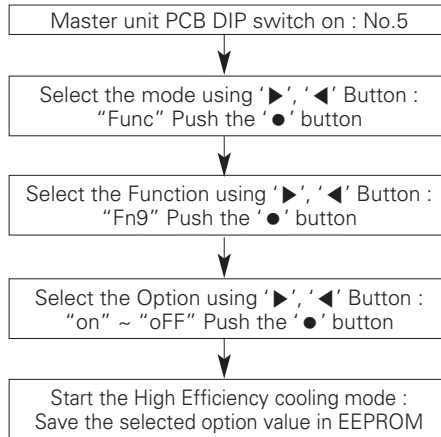 Master unit PCB DIP switch on : No.5
Select the mode using ‘▶’, ‘◀’ Button :
“Func” Push the ‘●’ button
Select the Function using ‘▶’, ‘◀’ Button :
“Fn9” Push the ‘●’ button
Select the Option using ‘▶’, ‘◀’ Button :
“on” ~ “oFF” Push the ‘●’ button
Start the High Efficiency cooling mode :
Save the selected option value in EEPROM